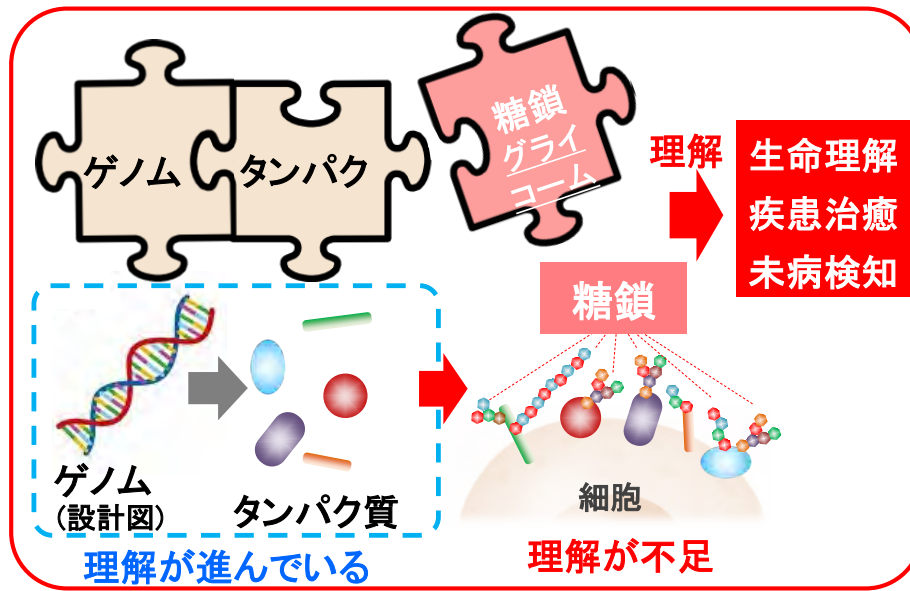 ゲノム
タンパク
糖鎖
グライ
コーム
理解
生命理解
疾患治癒
未病検知
糖鎖
ゲノム
(設計図)
タンパク質
細胞
理解が進んでいる
理解が不足